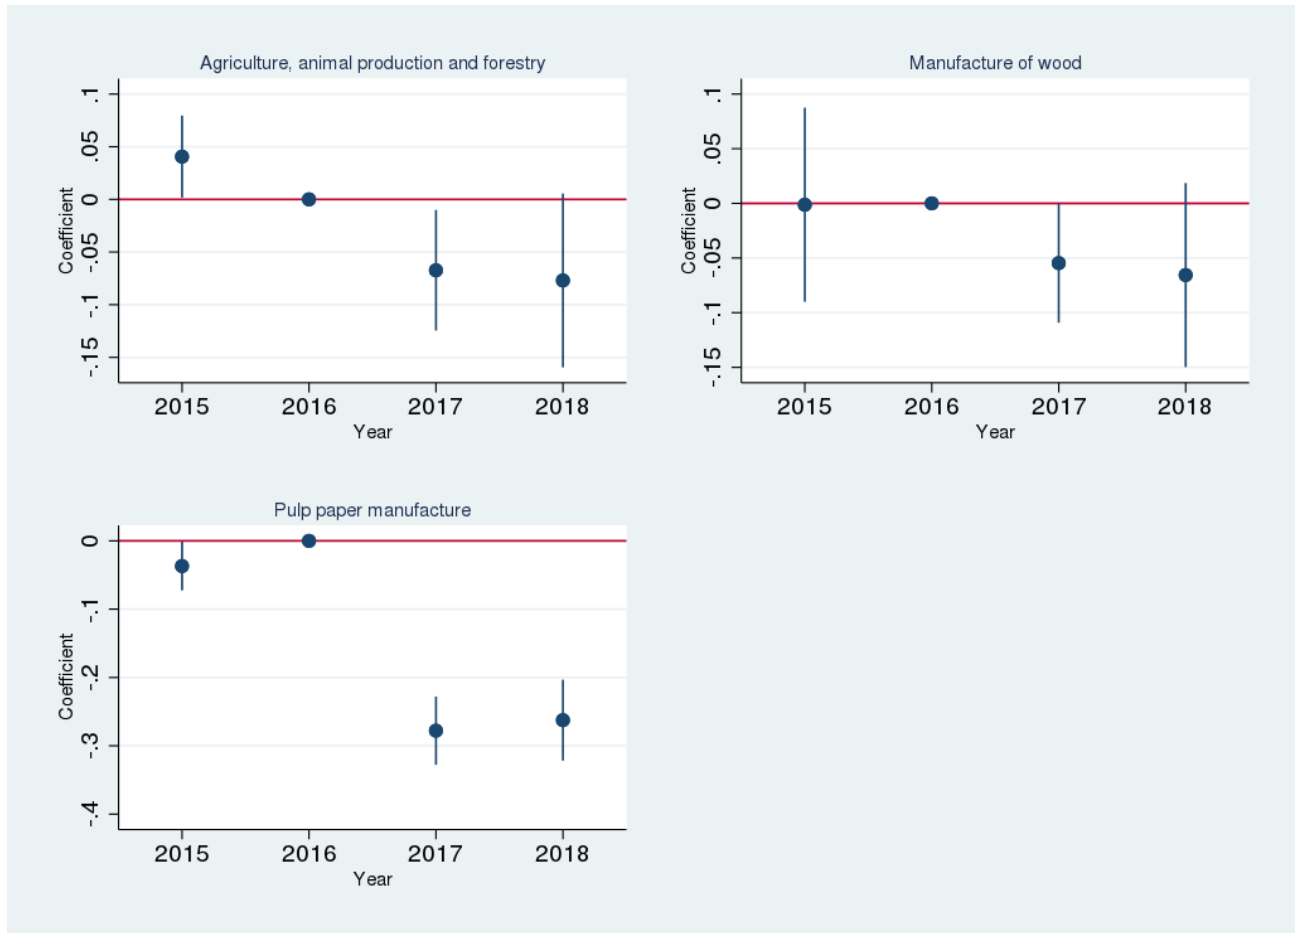 Agriculture, animal production and forestry
.1
.05
0
-.05
-.1
-.15
Coefficient
2015 2016 2017 2018
Year
Manufacture of wood
.1
.05
0
-.05
-.1
-.15
Coefficient
2015 2016 2017 2018
Year
Pulp paper manufacture
0
-.1
-.2
-.3
-.4
Coefficient
2015 2016 2017 2018
Year